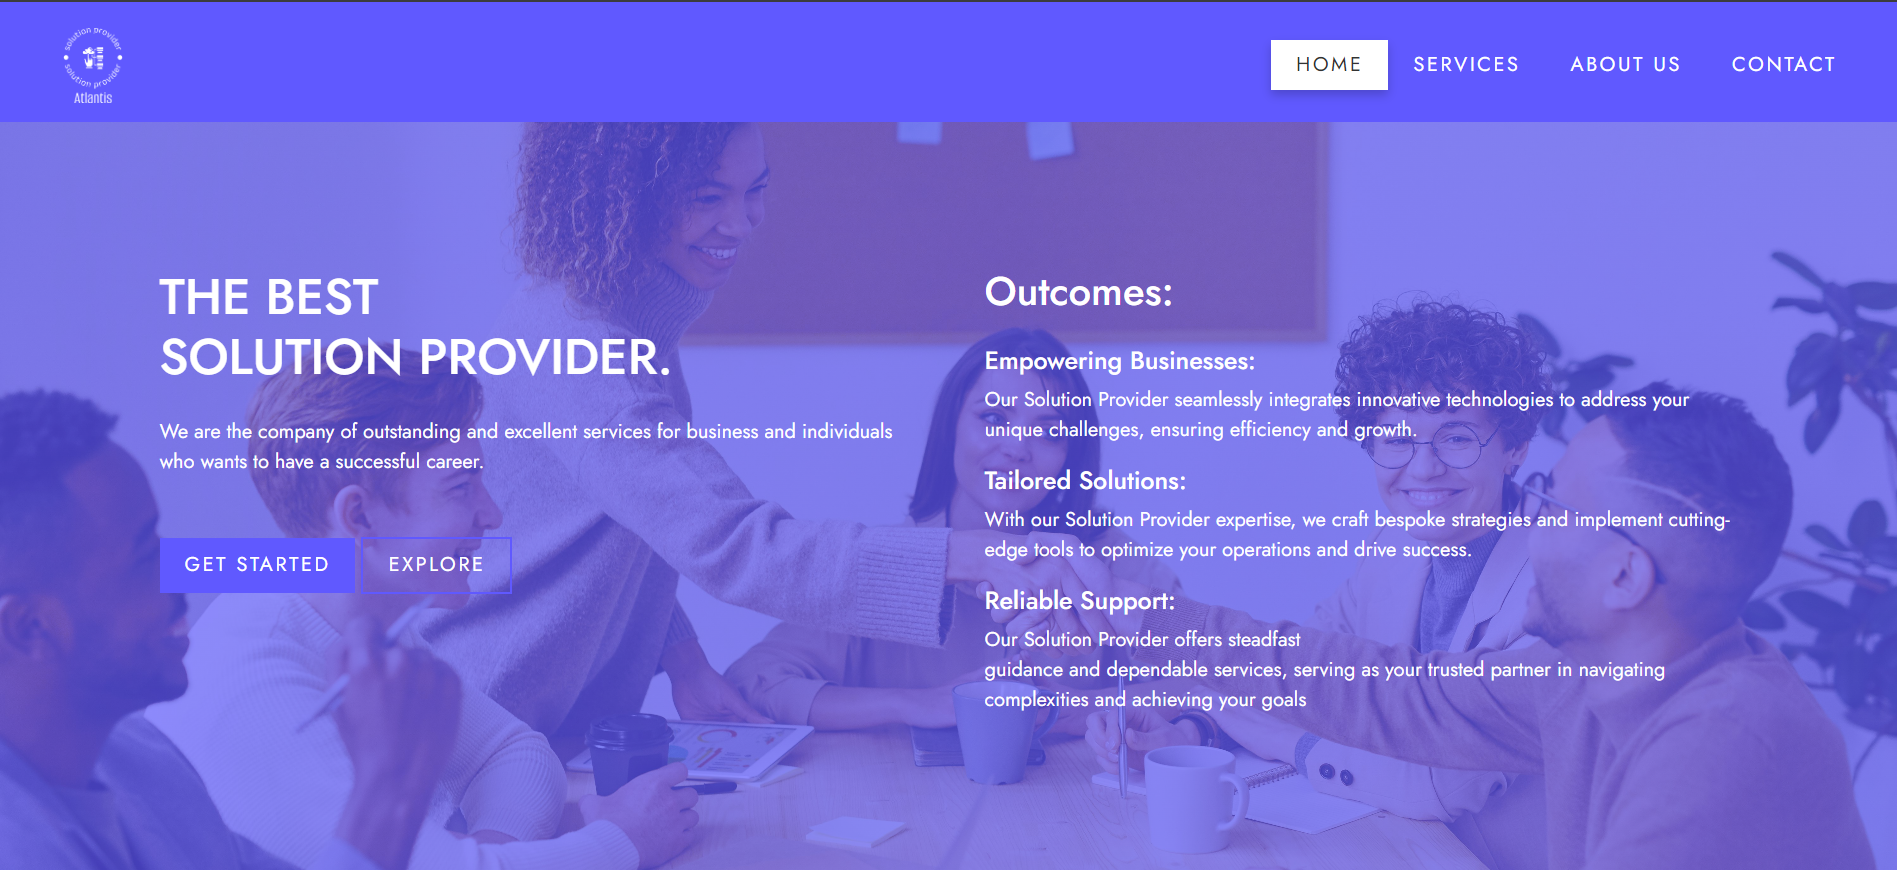 solution provider
solution provider
Atlantis
HOME
SERVICES
ABOUT US
CONTACT
THE BEST
SOLUTION PROVIDER.
We are the company of outstanding and excellent services for business and individuals
who wants to have a successful career.
GET STARTED
EXPLORE
Outcomes:
Empowering Businesses:
Our Solution Provider seamlessly integrates innovative technologies to address your
unique challenges, ensuring efficiency and growth.
Tailored Solutions:
With our Solution Provider expertise, we craft bespoke strategies and implement cutting-
edge tools to optimize your operations and drive success.
Reliable Support:
Our Solution Provider offers steadfast
guidance and dependable services, serving as your trusted partner in navigating
complexities and achieving your goals